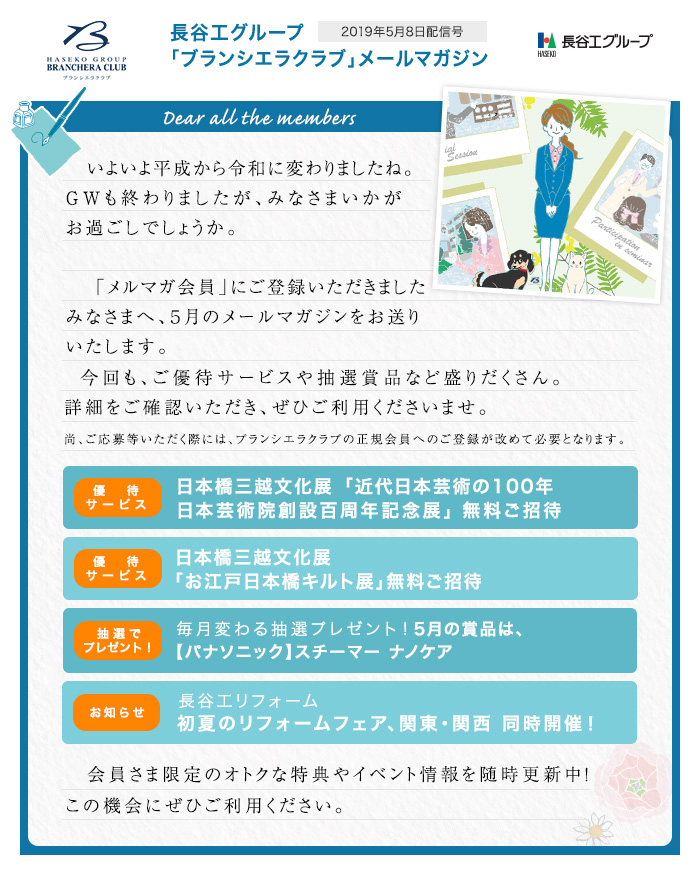 HASEKO GROUP
BRANCHERA CLUB
ブランシエラクラブ
長谷工グループ
2019年5月8日配信号
「ブランシエラクラブ」メールマガジン
HASEKO
長谷工グループ
Dear all the members
ial
Session
Participation
in seminar
いよいよ平成から令和に変わりましたね。
GWも終わりましたが、みなさまいかが
お過ごしでしょうか。
「メルマガ会員」にご登録いただきました
みなさまへ、5月のメールマガジンをお送り
いたします。
今回も、ご優待サービスや抽選賞品など盛りだくさん。
詳細をご確認いただき、ぜひご利用くださいませ。
尚、ご応募等いただく際には、ブランシエラクラブの正規会員へのご登録が改めて必要となります。
優待
サービス
日本橋三越文化展「近代日本芸術の100年
日本芸術院創設百周年記念展」無料ご招待
優待
サービス
日本橋三越文化展
「お江戸日本橋キルト展」無料ご招待
抽選で
プレゼント！
毎月変わる抽選プレゼント！5月の賞品は、
【パナソニック】スチーマー ナノケア
お知らせ
長谷工リフォーム
初夏のリフォームフェア、関東・関西 同時開催！
会員さま限定のオトクな特典やイベント情報を随時更新中!
この機会にぜひご利用ください。